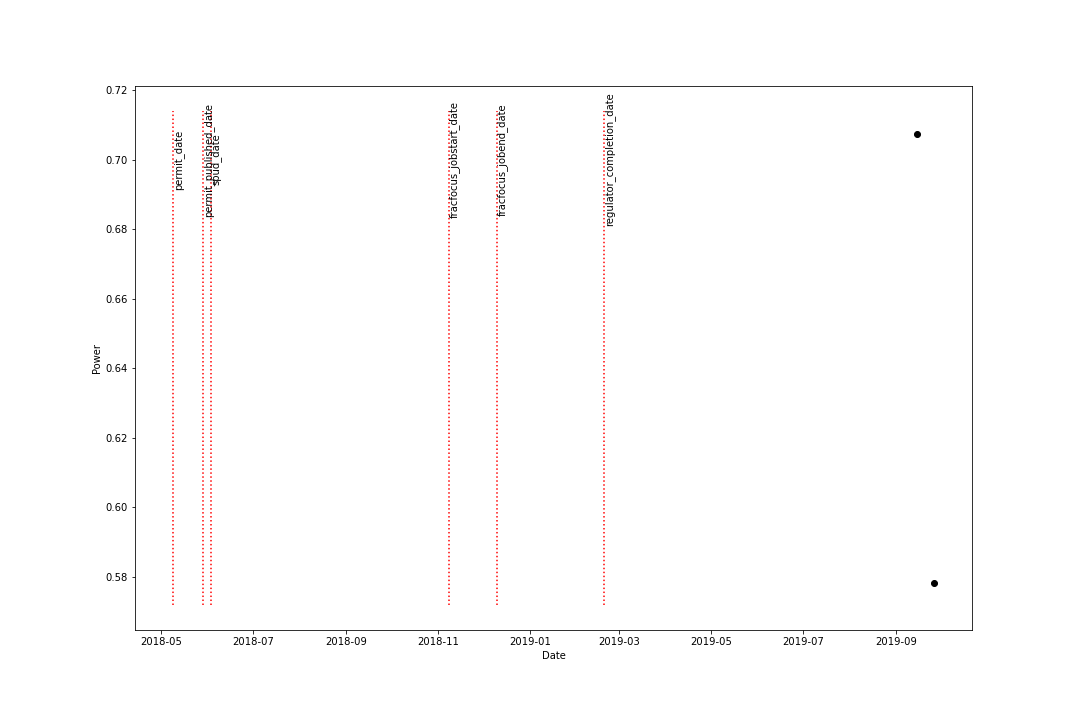 0.72
0.70
0.68
0.66
0.64
0.62
0.60
0.58
Power
permit_date
permit_published_date
spud_date
fracfocus_jobstart_date
fracfocus_jobend_date
regulator_completion_date
2018-05
2018-07
2018-09
2018-11
2019-01
2019-03
2019-05
2019-07
2019-09
Date